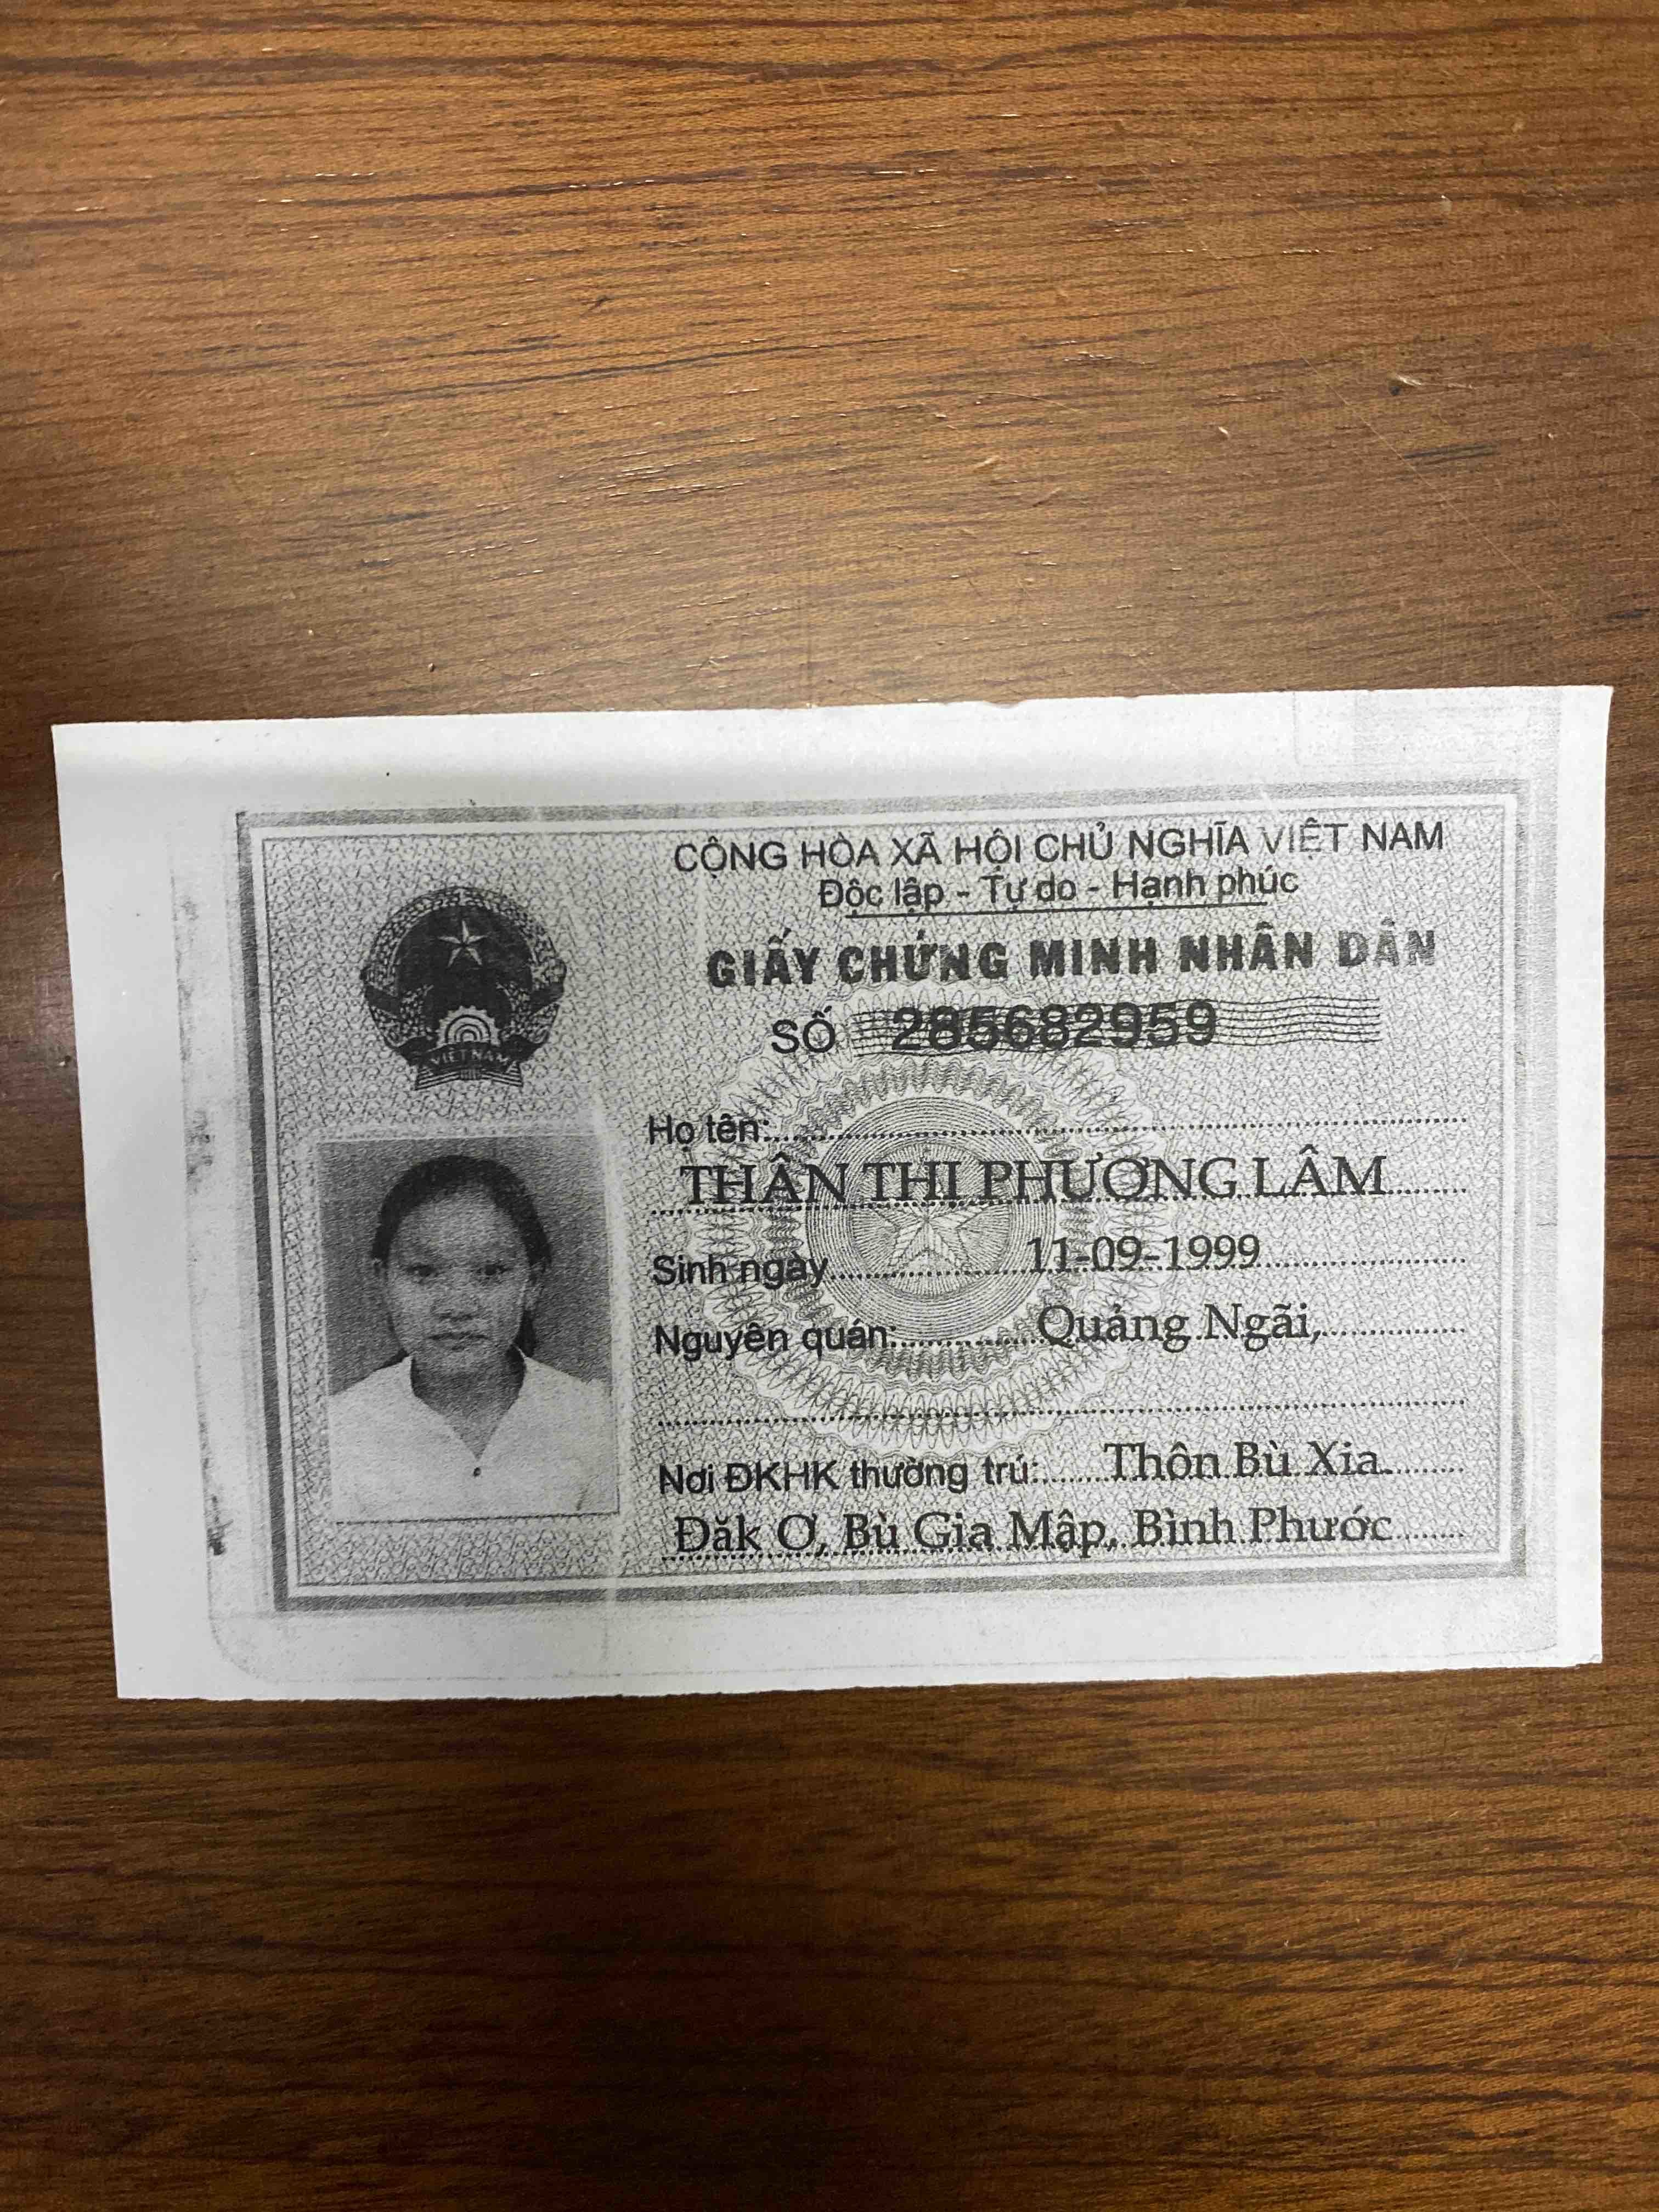 CỘNG HÒA XÃ HỘI CHỦ NGHĨA VIỆT NAM
Độc lập - Tự do - Hạnh phúc
GIẤY CHỨNG MINH NHÂN DÂN
SỐ 285682959
VIỆT NAM
Họ tên:
THÂN THỊ PHƯƠNG LÂM
Sinh ngày 11-09-1999
Nguyên quán: Quảng Ngãi,
Nơi ĐKHK thường trú: Thôn Bù Xia
Đăk Ơ, Bù Gia Mập, Bình Phước